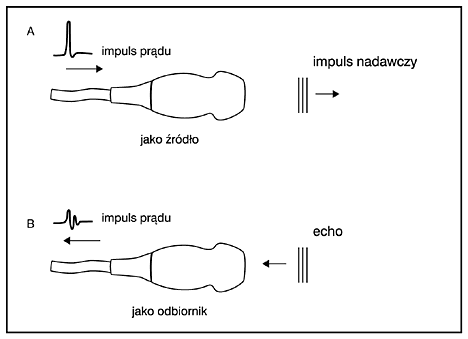 A
impuls prądu
impuls nadawczy
jako źródło
B
impuls prądu
echo
jako odbiornik